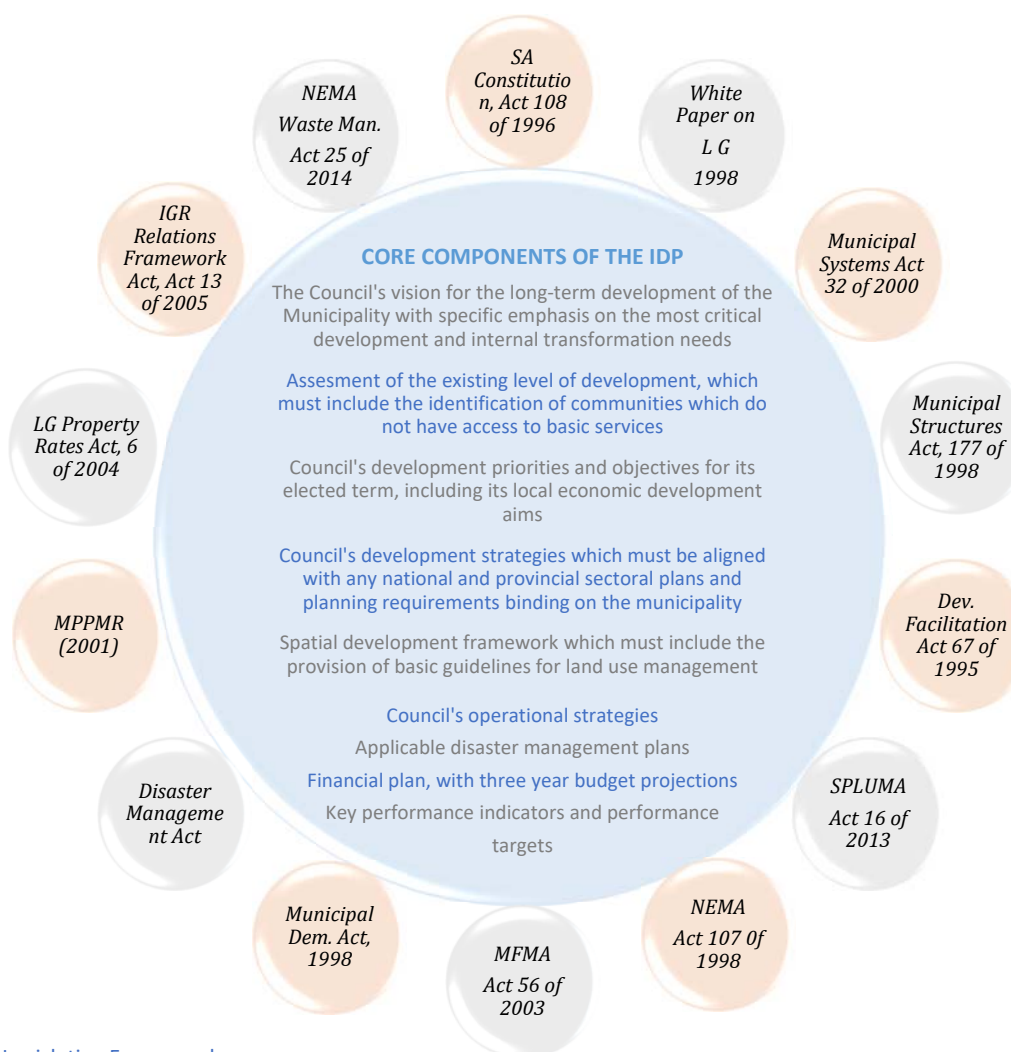 SA
Constitutio
n, Act 108
of 1996
White
Paper on
L G
1998
Municipal
Systems Act
32 of 2000
Municipal
Structures
Act, 177 of
1998
Dev.
Facilitation
Act 67 of
1995
SPLUMA
Act 16 of
2013
NEMA
Act 107 0f
1998
MFMA
Act 56 of
2003
Municipal
Dem. Act,
1998
Disaster
Manageme
nt Act
MPPMR
(2001)
LG Property
Rates Act, 6
of 2004
IGR
Relations
Framework
Act, Act 13
of 2005
NEMA
Waste Man.
Act 25 of
2014
CORE COMPONENTS OF THE IDP
The Council's vision for the long-term development of the
Municipality with specific emphasis on the most critical
development and internal transformation needs
Assesment of the existing level of development, which
must include the identification of communities which do
not have access to basic services
Council's development priorities and objectives for its
elected term, including its local economic development
aims
Council's development strategies which must be aligned
with any national and provincial sectoral plans and
planning requirements binding on the municipality
Spatial development framework which must include the
provision of basic guidelines for land use management
Council's operational strategies
Applicable disaster management plans
Financial plan, with three year budget projections
Key performance indicators and performance
targets